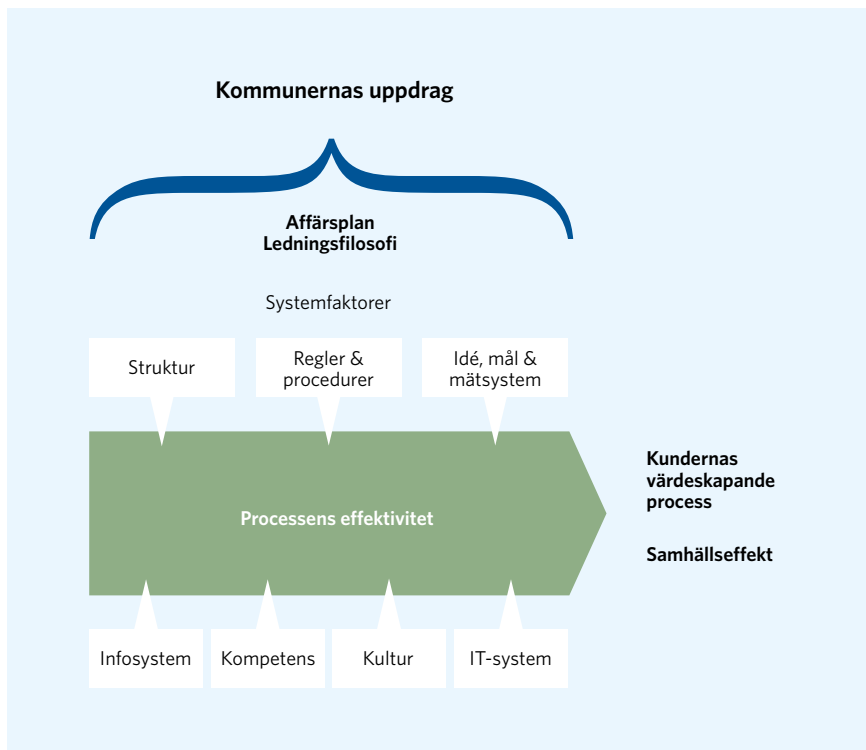 Kommunernas uppdrag
Affärsplan
Ledningsfilosofi
Systemfaktorer
Struktur
Regler &
procedurer
Idé, mål &
mätsystem
Processens effektivitet
Kundernas
värdeskapande
process
Samhällseffekt
Infosystem
Kompetens
Kultur
IT-system